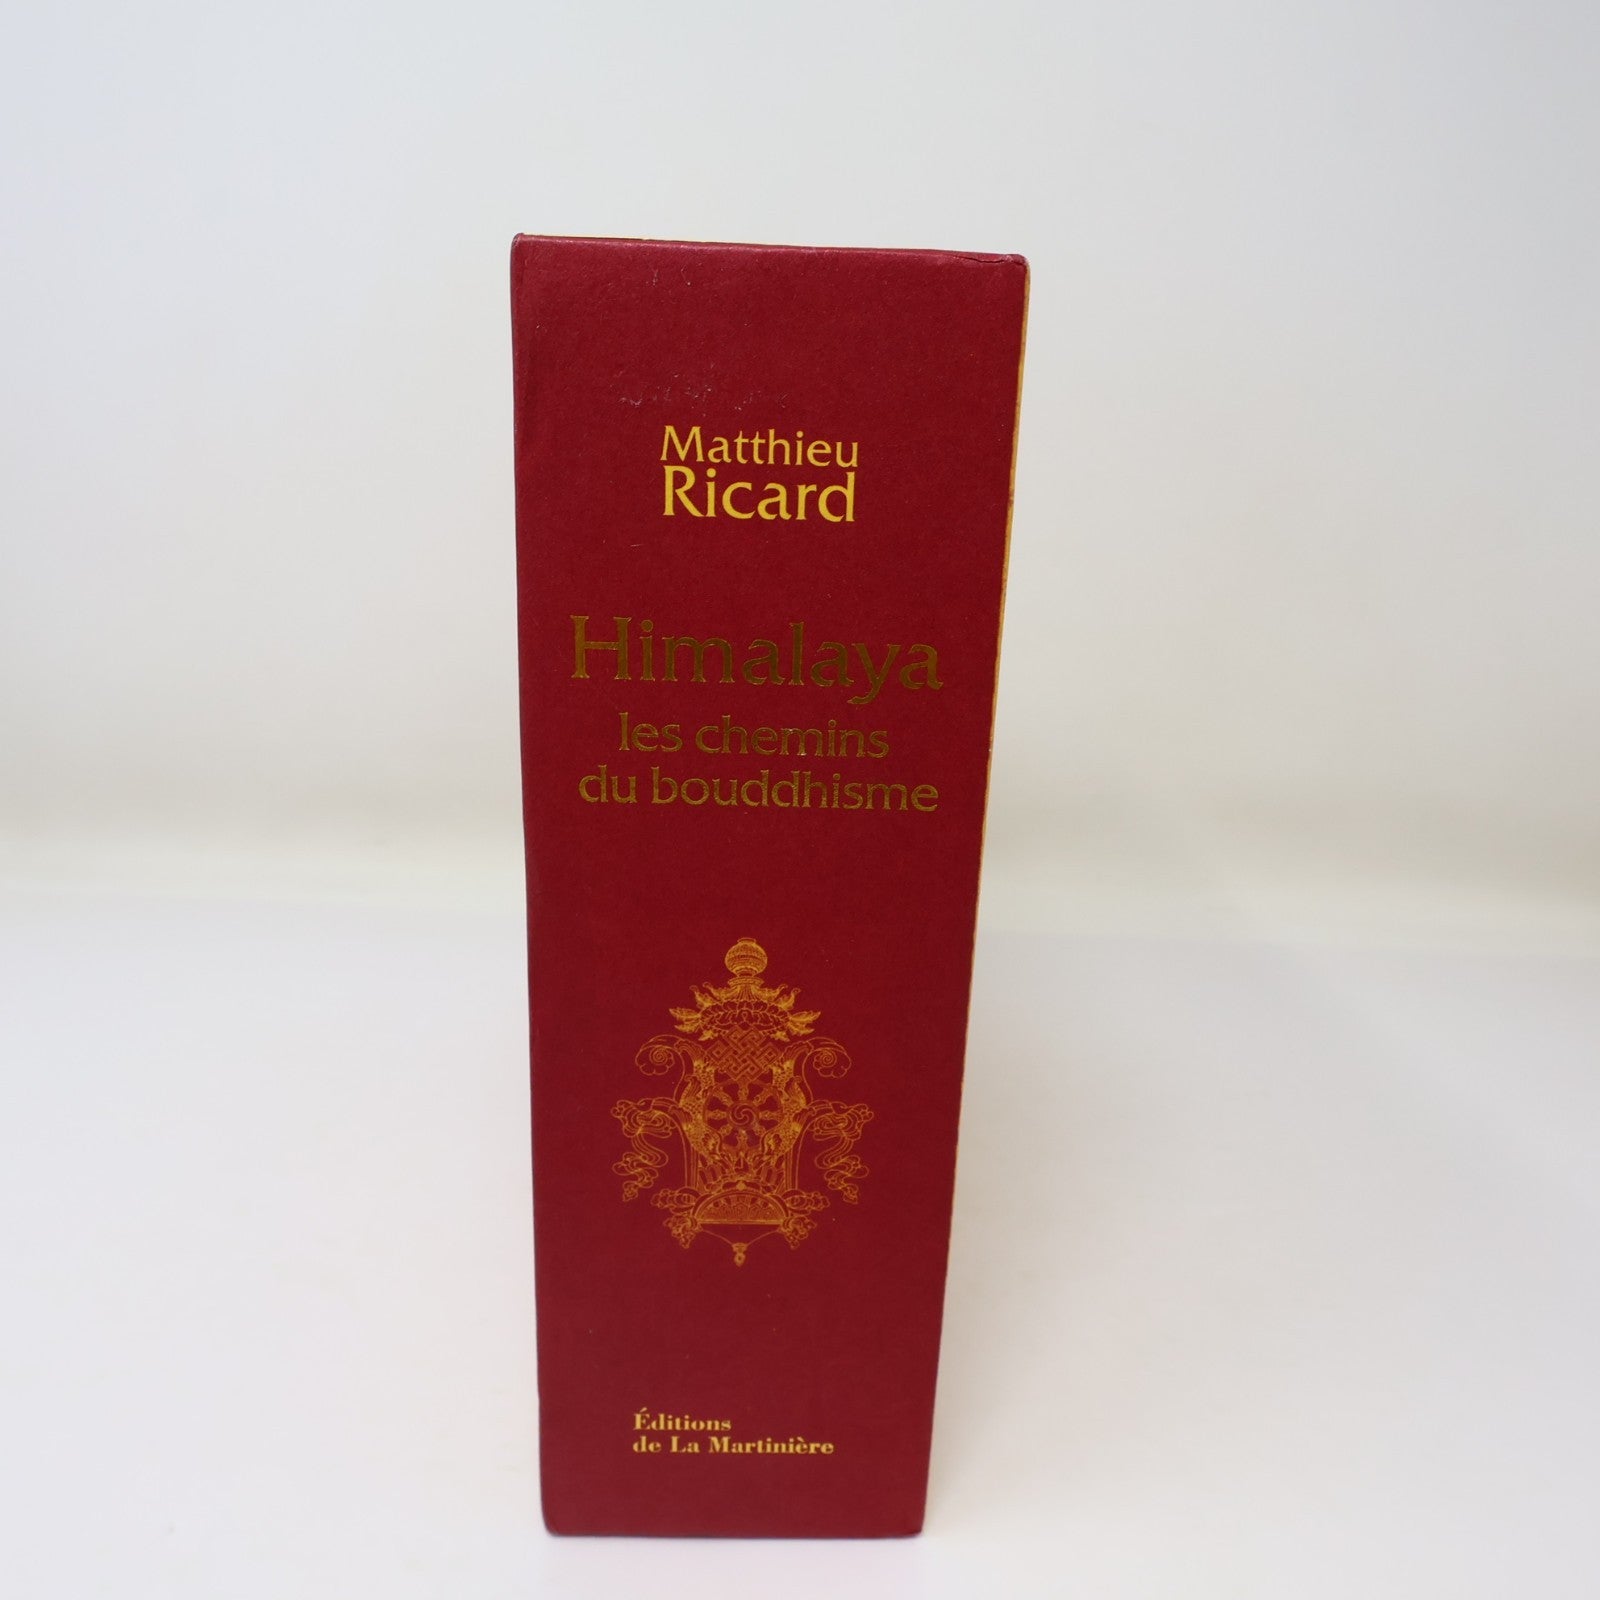 Matthieu
Ricard
Himalaya
les chemins
du bouddhisme
Éditions
de La Martinière